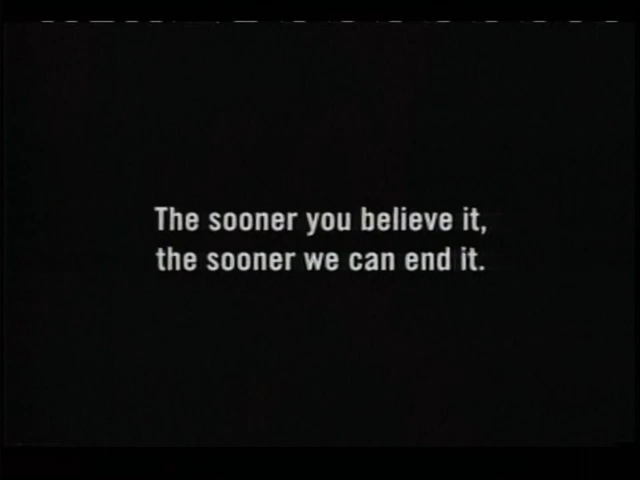 The sooner you believe it,
the sooner we can end it.